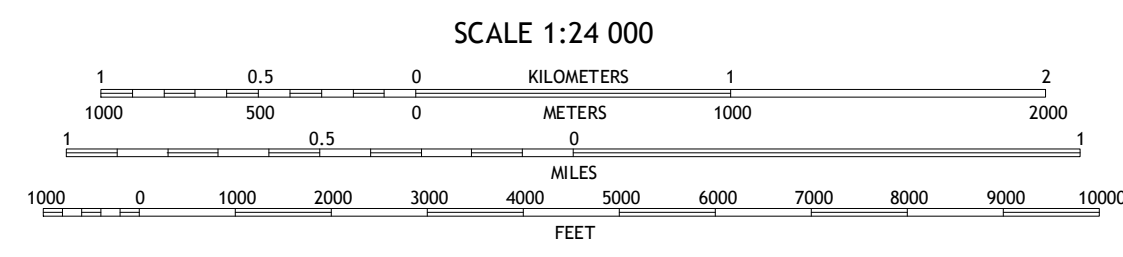 SCALE 1:24 000
1 0.5 0 KILOMETERS 1 2
1000 500 0 METERS 1000 2000
1 0.5 0 1
MILES
1000 0 1000 2000 3000 4000 5000 6000 7000 8000 9000 10000
FEET